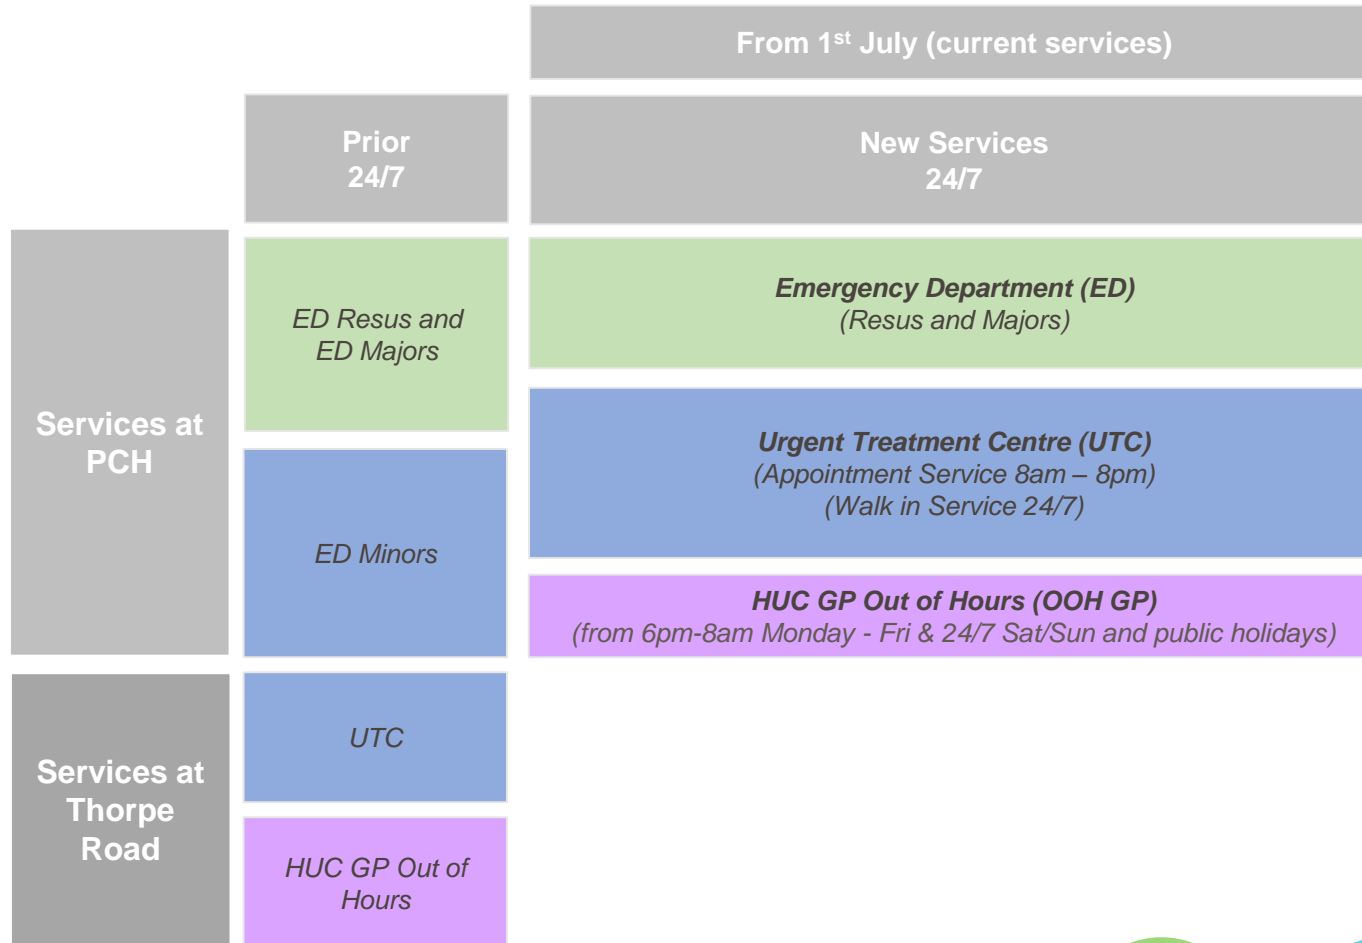 From 1st July (current services)
Prior
24/7
New Services
24/7
Services at
PCH
ED Resus and
ED Majors
Emergency Department (ED)
(Resus and Majors)
ED Minors
Urgent Treatment Centre (UTC)
(Appointment Service 8am – 8pm)
(Walk in Service 24/7)
HUC GP Out of Hours (OOH GP)
(from 6pm-8am Monday - Fri & 24/7 Sat/Sun and public holidays)
Services at
Thorpe
Road
UTC
HUC GP Out of
Hours